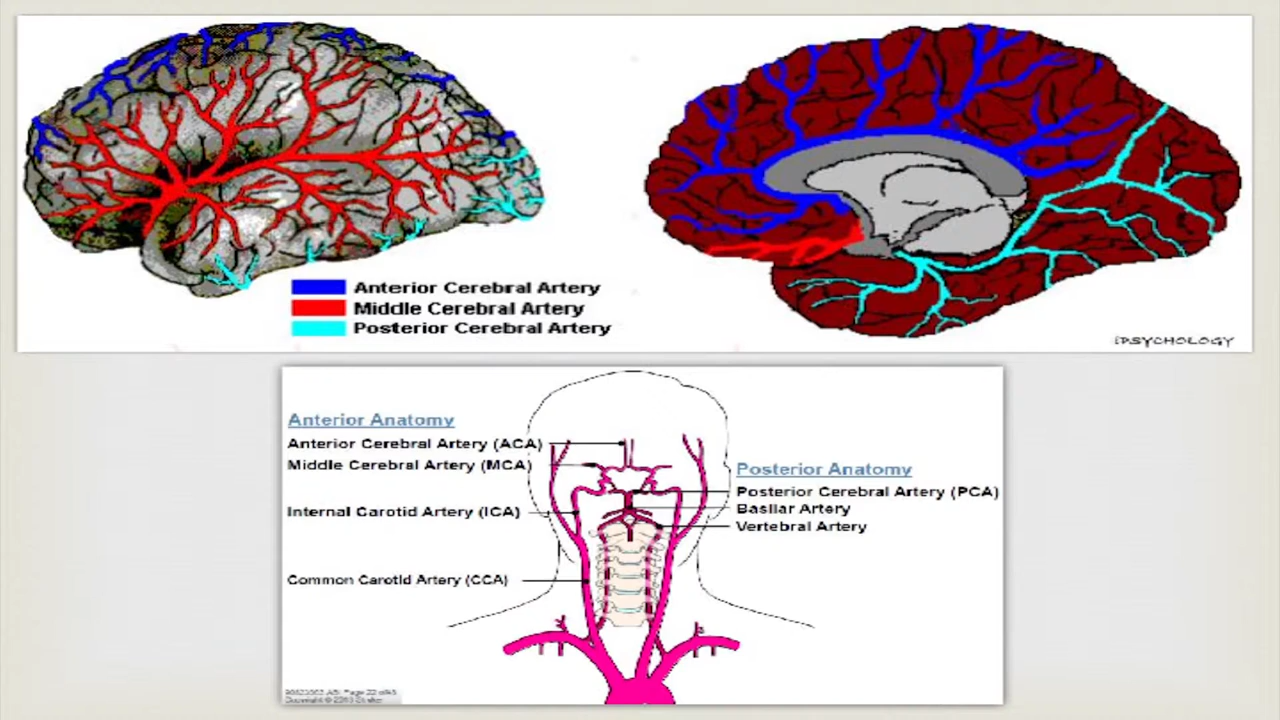 Anterior Cerebral Artery
Middle Cerebral Artery
Posterior Cerebral Artery
iPSYCHOLOGY
Anterior Anatomy
Anterior Cerebral Artery (ACA)
Middle Cerebral Artery (MCA)
Internal Carotid Artery (ICA)
Common Carotid Artery (CCA)
Posterior Anatomy
Posterior Cerebral Artery (PCA)
Basilar Artery
Vertebral Artery